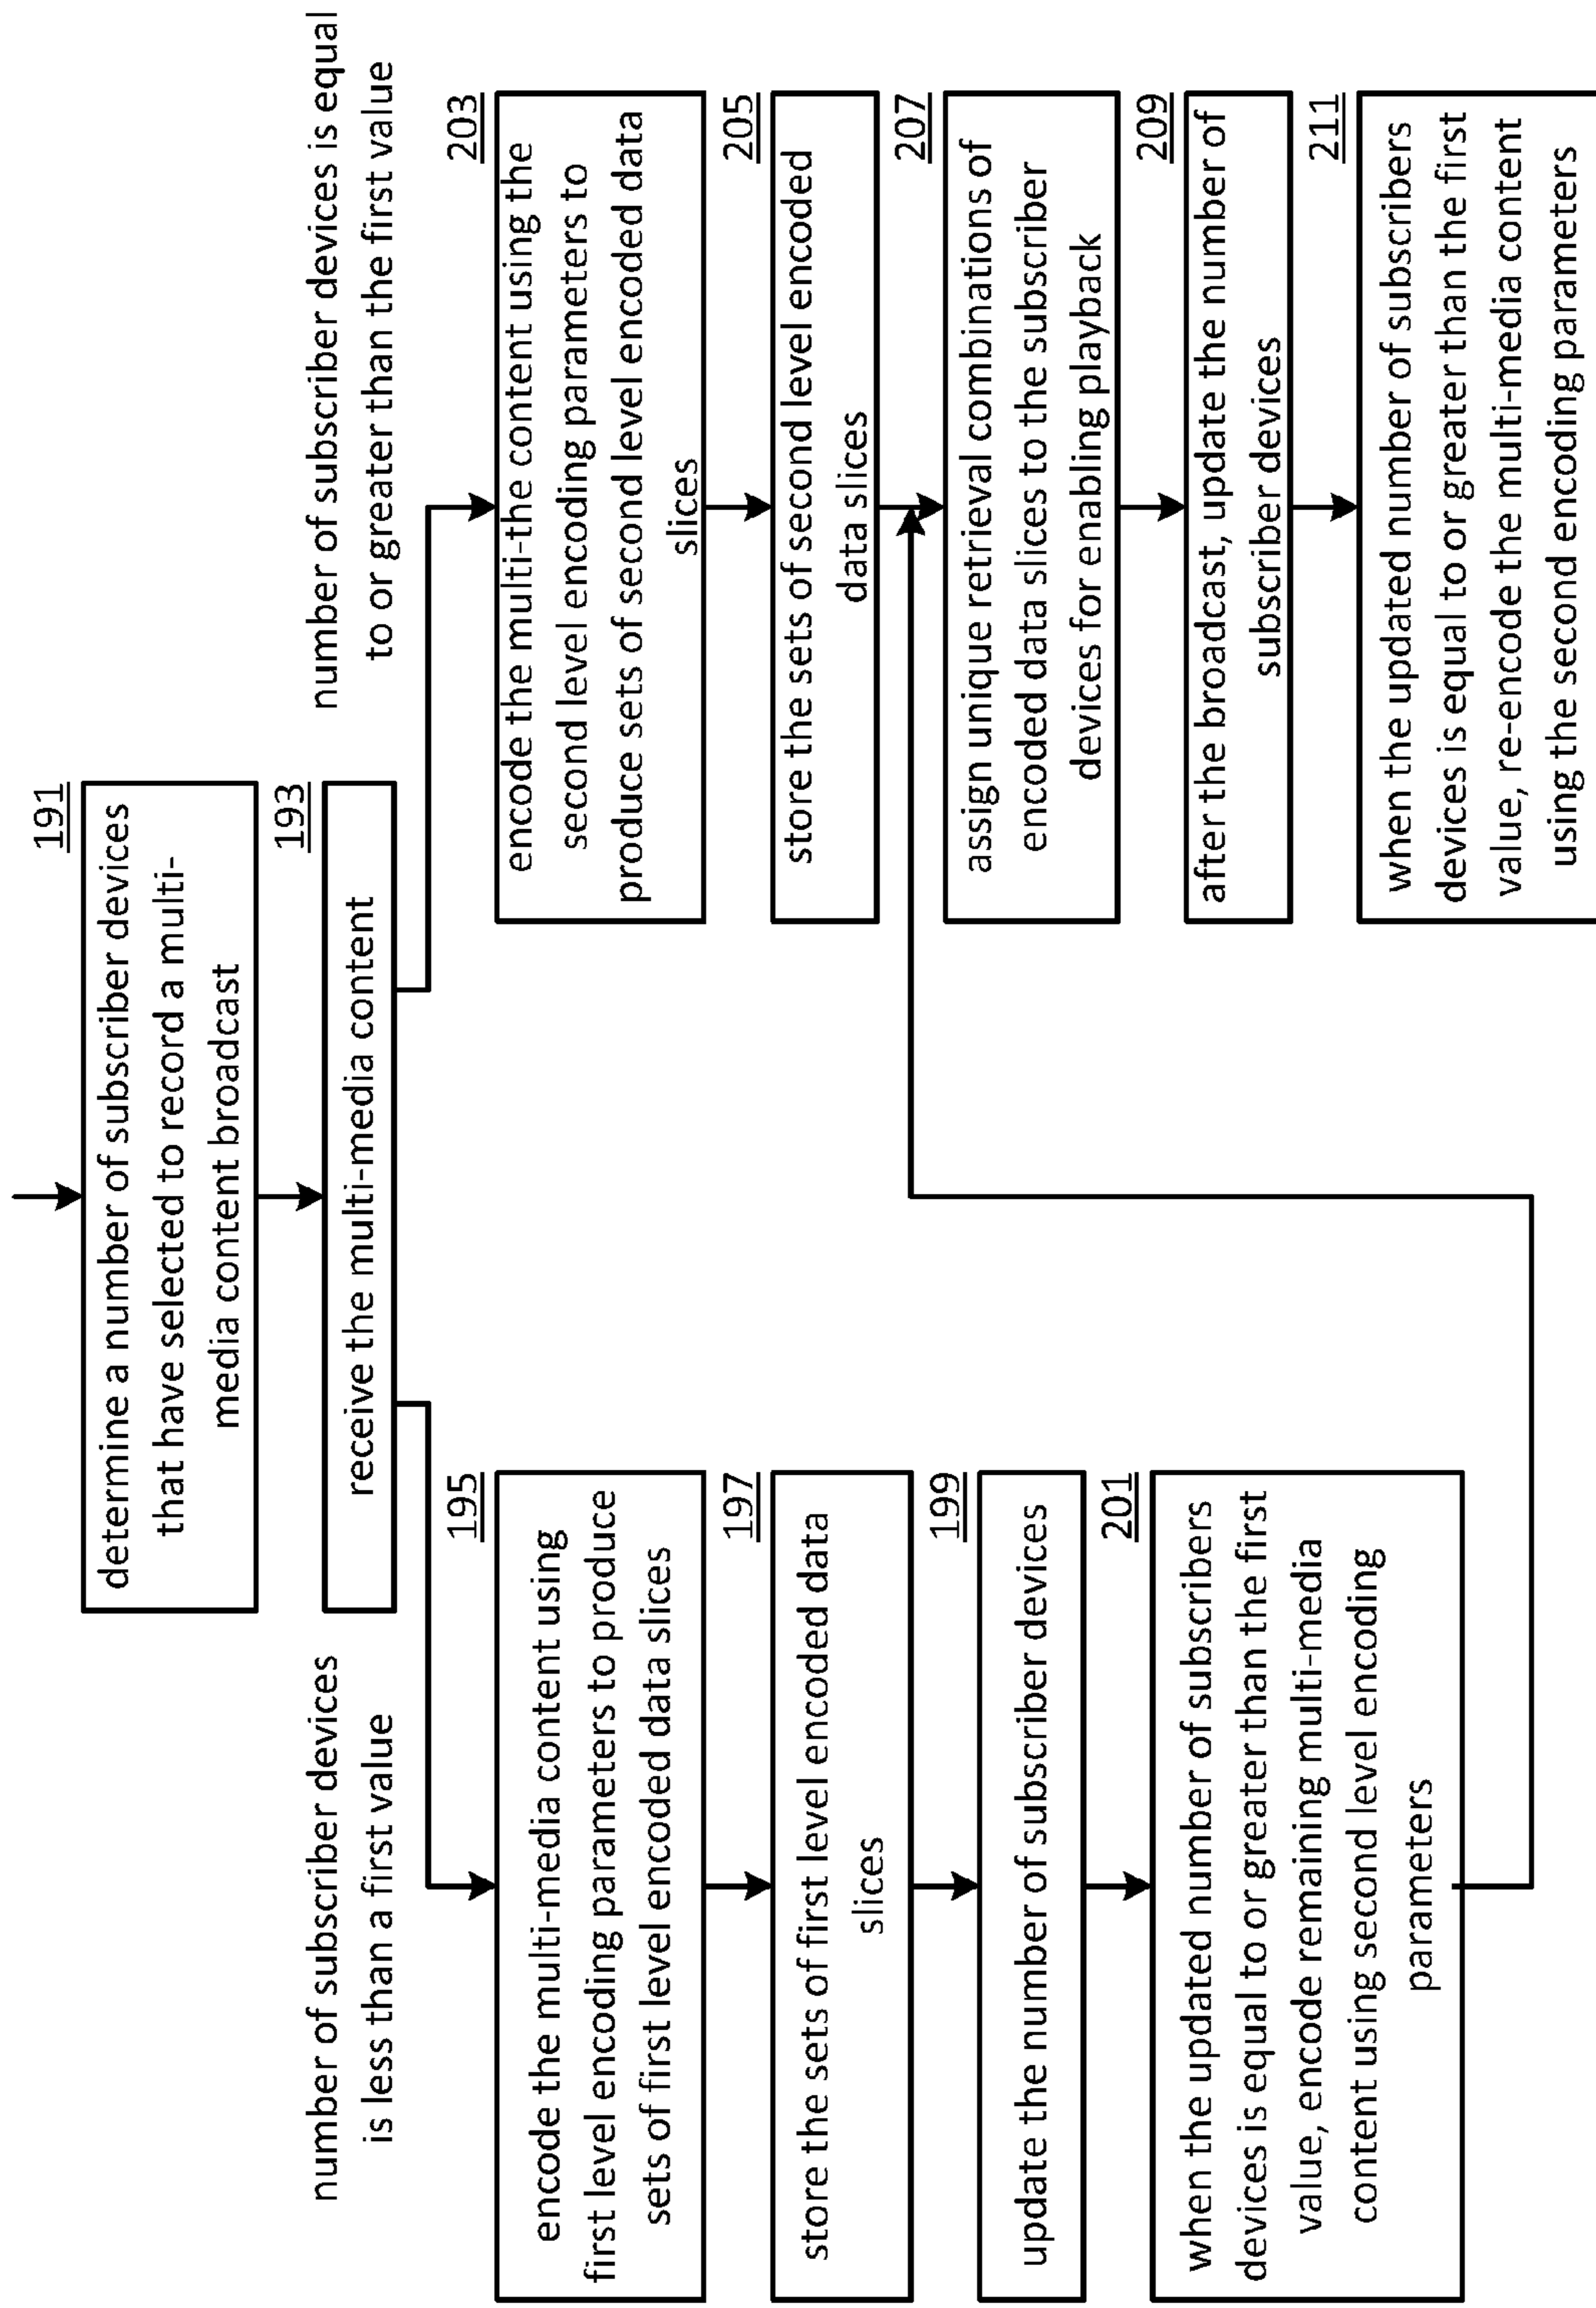 191
determine a number of subscriber devices
that have selected to record a multi-
media content broadcast
193
receive the multi-media content
number of subscriber devices
is less than a first value
195
encode the multi-media content using
first level encoding parameters to produce
sets of first level encoded data slices
197
store the sets of first level encoded data
slices
199
update the number of subscriber devices
201
when the updated number of subscribers
devices is equal to or greater than the first
value, encode remaining multi-media
content using second level encoding
parameters
number of subscriber devices is equal
to or greater than the first value
203
encode the multi-the content using the
second level encoding parameters to
produce sets of second level encoded data
slices
205
store the sets of second level encoded
data slices
207
assign unique retrieval combinations of
encoded data slices to the subscriber
devices for enabling playback
209
after the broadcast, update the number of
subscriber devices
211
when the updated number of subscribers
devices is equal to or greater than the first
value, re-encode the multi-media content
using the second encoding parameters